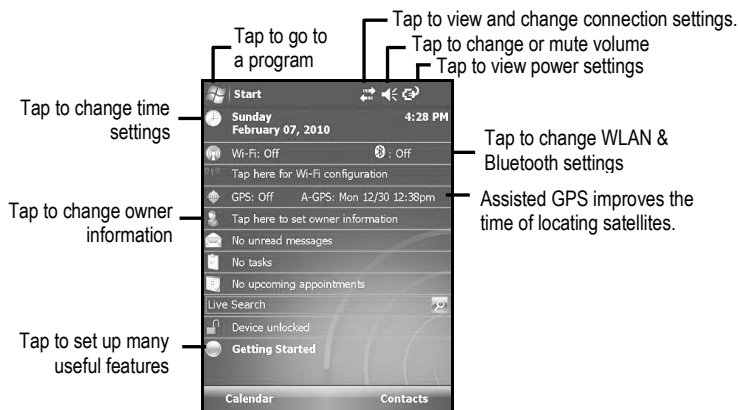 Tap to view and change connection settings.
Tap to go to
a program
Tap to change or mute volume
Tap to view power settings
Start
Tap to change time
settings
Sunday
February 07, 2010
4:28 PM
Wi-Fi: Off
: Off
Tap to change WLAN &
Bluetooth settings
Tap here for Wi-Fi configuration
GPS: Off
A-GPS: Mon 12/30 12:38pm
Assisted GPS improves the
time of locating satellites.
Tap to change owner
information
Tap here to set owner information
No unread messages
No tasks
No upcoming appointments
Live Search
Device unlocked
Tap to set up many
useful features
Getting Started
Calendar
Contacts